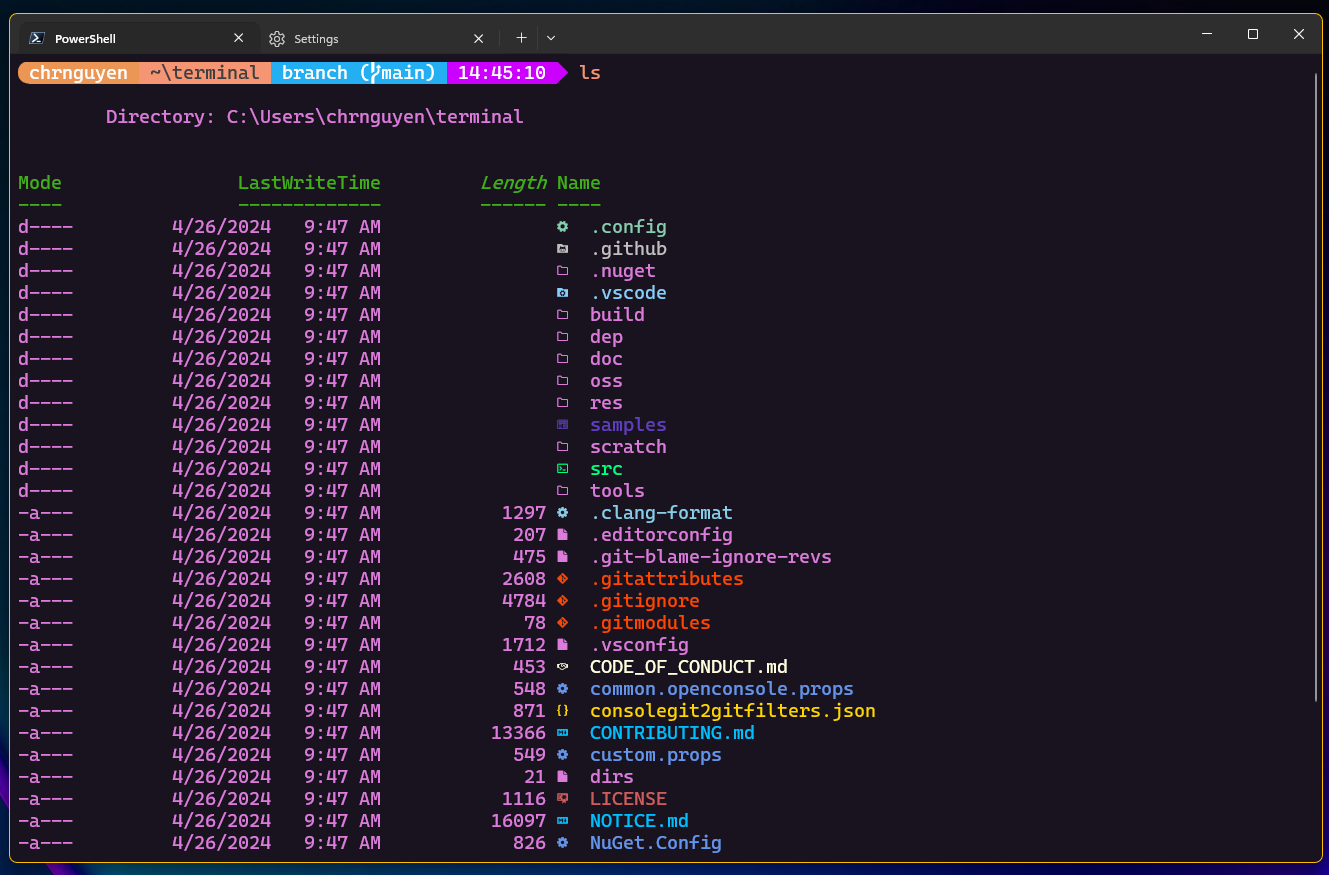 PowerShell Settings
chrnguyen ~\terminal branch (main) 14:45:10 ls
Directory: C:\Users\chrnguyen\terminal
Mode LastWriteTime Length Name
---- ------------- ------ ----
d---- 4/26/2024 9:47 AM .config
d---- 4/26/2024 9:47 AM .github
d---- 4/26/2024 9:47 AM .nuget
d---- 4/26/2024 9:47 AM .vscode
d---- 4/26/2024 9:47 AM build
d---- 4/26/2024 9:47 AM dep
d---- 4/26/2024 9:47 AM doc
d---- 4/26/2024 9:47 AM oss
d---- 4/26/2024 9:47 AM res
d---- 4/26/2024 9:47 AM samples
d---- 4/26/2024 9:47 AM scratch
d---- 4/26/2024 9:47 AM src
d---- 4/26/2024 9:47 AM tools
-a--- 4/26/2024 9:47 AM 1297 .clang-format
-a--- 4/26/2024 9:47 AM 207 .editorconfig
-a--- 4/26/2024 9:47 AM 475 .git-blame-ignore-revs
-a--- 4/26/2024 9:47 AM 2608 .gitattributes
-a--- 4/26/2024 9:47 AM 4784 .gitignore
-a--- 4/26/2024 9:47 AM 78 .gitmodules
-a--- 4/26/2024 9:47 AM 1712 .vsconfig
-a--- 4/26/2024 9:47 AM 453 CODE_OF_CONDUCT.md
-a--- 4/26/2024 9:47 AM 548 common.openconsole.props
-a--- 4/26/2024 9:47 AM 871 consolegit2gitfilters.json
-a--- 4/26/2024 9:47 AM 13366 CONTRIBUTING.md
-a--- 4/26/2024 9:47 AM 549 custom.props
-a--- 4/26/2024 9:47 AM 21 dirs
-a--- 4/26/2024 9:47 AM 1116 LICENSE
-a--- 4/26/2024 9:47 AM 16097 NOTICE.md
-a--- 4/26/2024 9:47 AM 826 NuGet.Config